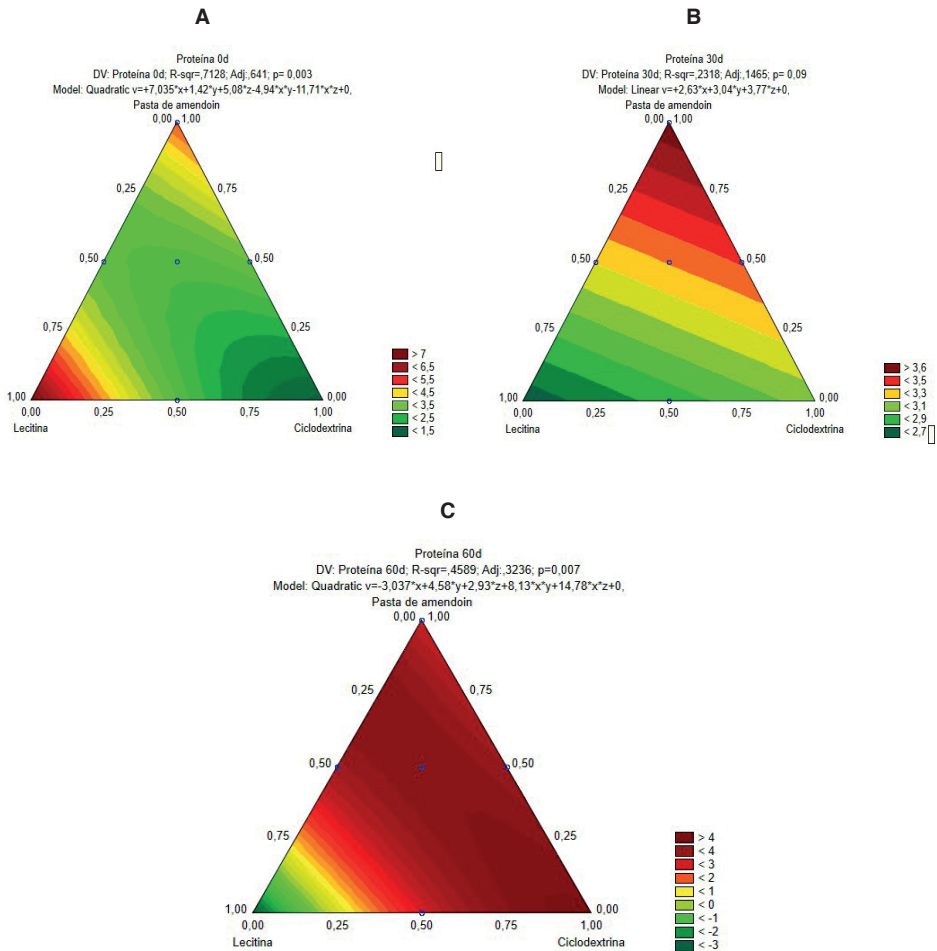 A
Proteína 0d
DV: Proteína 0d; R-sqr=,7128; Adj:,641; p= 0,003
Model: Quadratic v=+7,035*x+1,42*y+5,08*z-4,94*x*y-11,71*x*z+0,
Pasta de amendoin
0,00 1,00
0,25 0,75
0,50 0,50
0,75 0,25
1,00 0,00
0,00 0,25 0,50 0,75 1,00
Lecitina Ciclodextrina
> 7
< 6,5
< 5,5
< 4,5
< 3,5
< 2,5
< 1,5
B
Proteína 30d
DV: Proteína 30d; R-sqr=,2318; Adj:,1465; p= 0,09
Model: Linear v=+2,63*x+3,04*y+3,77*z+0,
Pasta de amendoin
0,00 1,00
0,25 0,75
0,50 0,50
0,75 0,25
1,00 0,00
0,00 0,25 0,50 0,75 1,00
Lecitina Ciclodextrina
> 3,6
< 3,5
< 3,3
< 3,1
< 2,9
< 2,7
C
Proteína 60d
DV: Proteína 60d; R-sqr=,4589; Adj:,3236; p=0,007
Model: Quadratic v=-3,037*x+4,58*y+2,93*z+8,13*x*y+14,78*x*z+0,
Pasta de amendoin
0,00 1,00
0,25 0,75
0,50 0,50
0,75 0,25
1,00 0,00
0,00 0,25 0,50 0,75 1,00
Lecitina Ciclodextrina
> 4
< 4
< 3
< 2
< 1
< 0
< -1
< -2
< -3